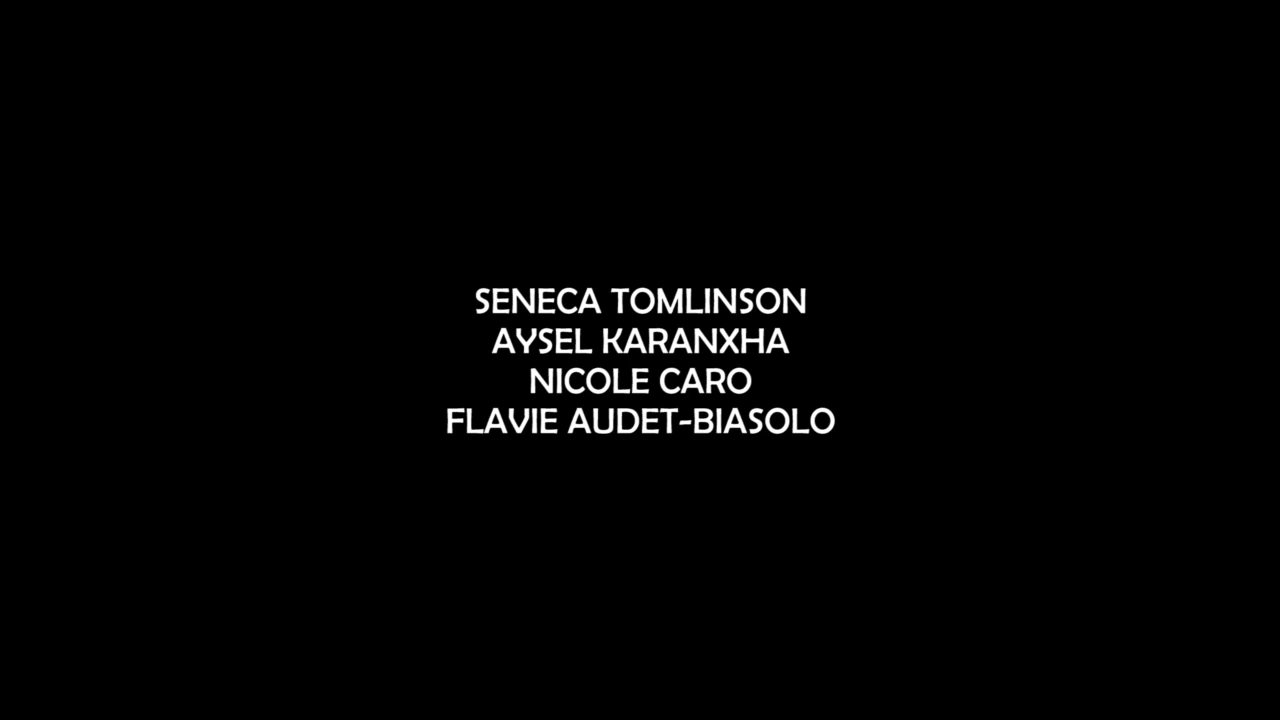 SENECA TOMLINSON
AYSEL KARANXHA
NICOLE CARO
FLAVIE AUDET-BIASOLO